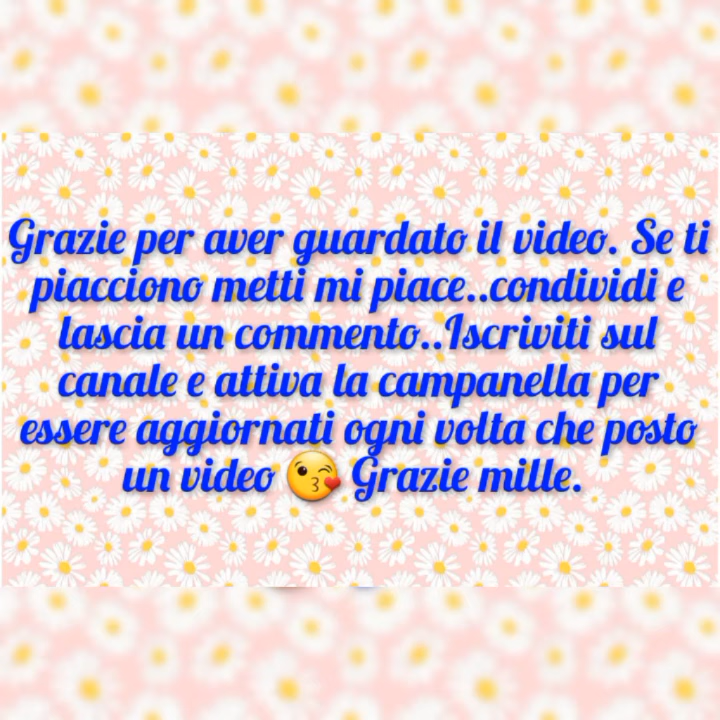 Grazie per aver guardato il video. Se ti
piacciono metti mi piace..condividi e
lascia un commento..Iscriviti sul
canale e attiva la campanella per
essere aggiornati ogni volta che posto
un video 😘 Grazie mille.